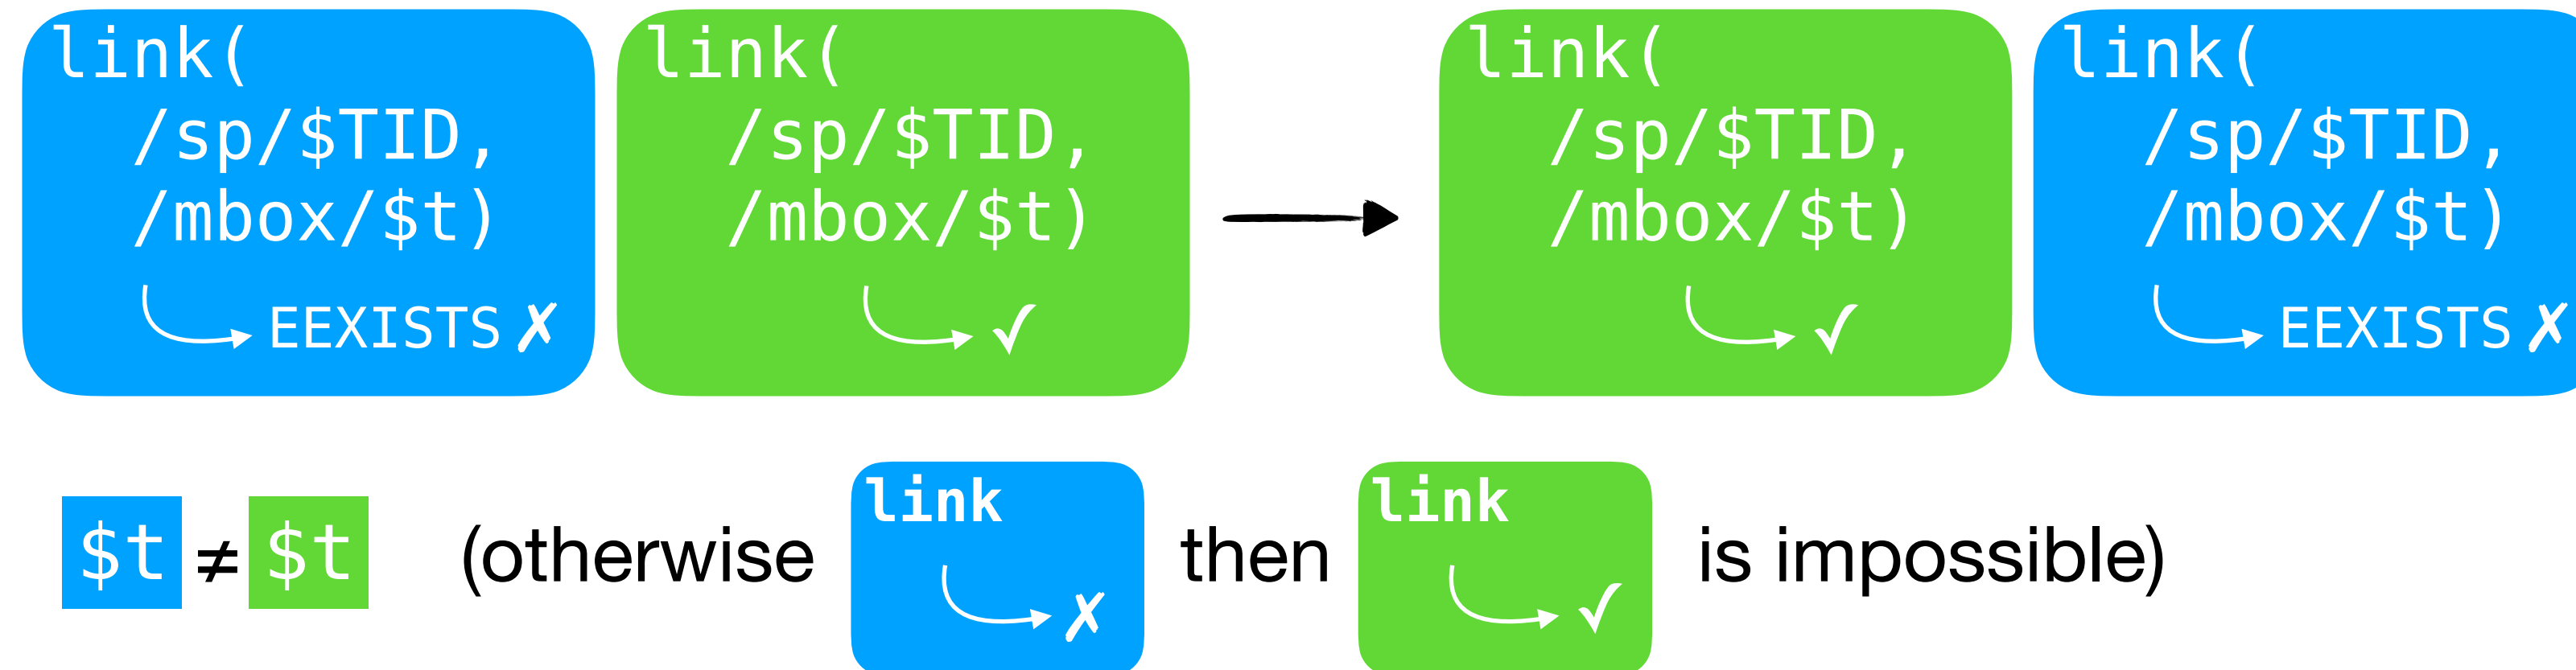 link(
/sp/$TID,
/mbox/$t)
EEXISTS ✗
link(
/sp/$TID,
/mbox/$t)
✓
link(
/sp/$TID,
/mbox/$t)
✓
link(
/sp/$TID,
/mbox/$t)
EEXISTS ✗
$t ≠ $t (otherwise link ✗ then link ✓ is impossible)